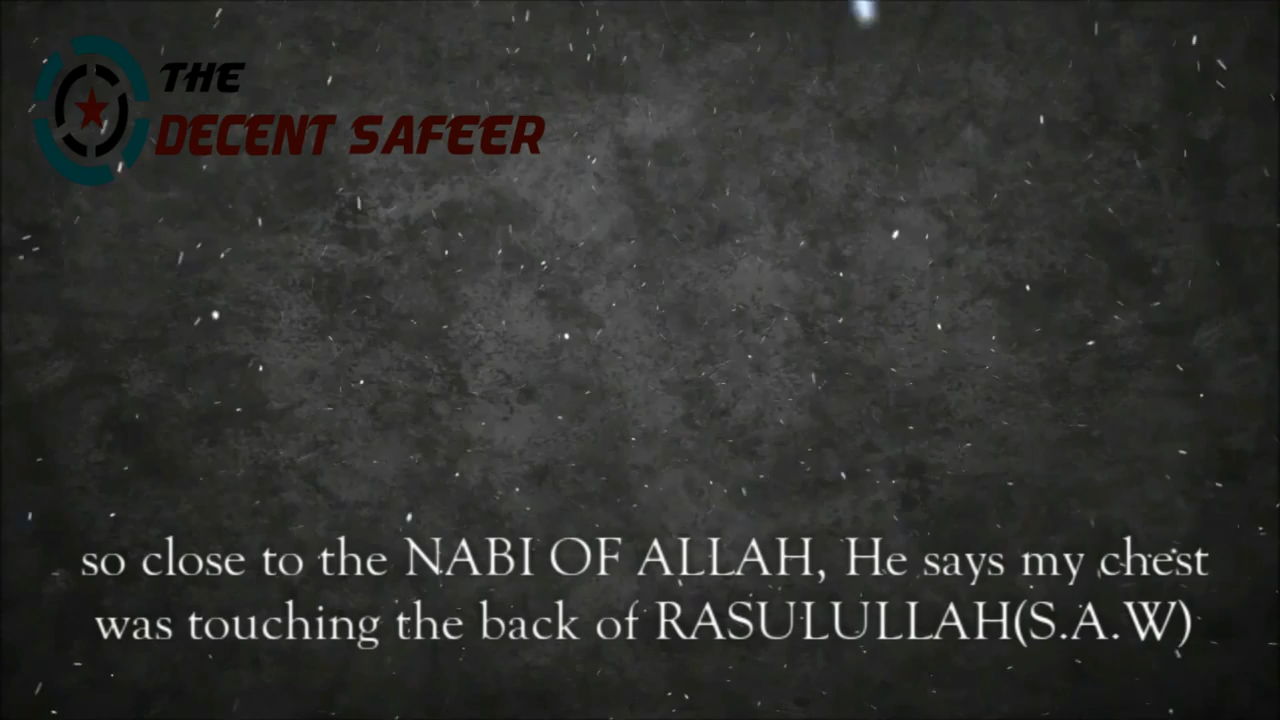 THE
DECENT SAFEER
so close to the NABI OF ALLAH, He says my chest
was touching the back of RASULULLAH(S.A.W)